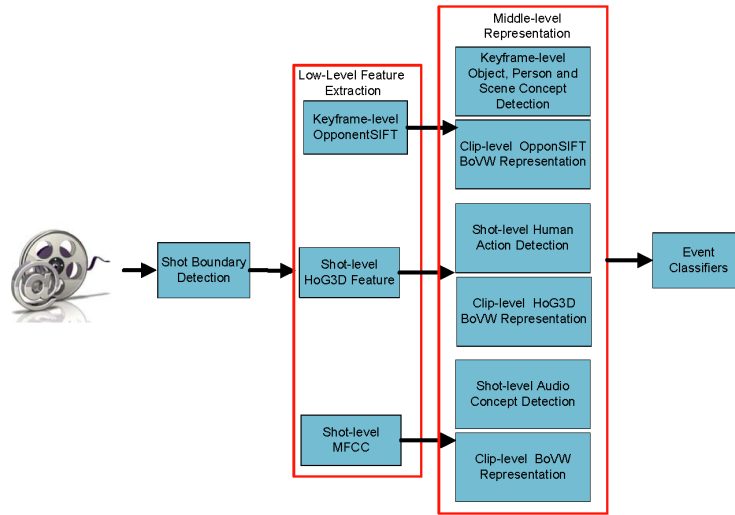 Middle-level
Representation
Keyframe-level
Object, Person and
Scene Concept
Detection
Low-Level Feature
Extraction
Keyframe-level
OpponentSIFT
Clip-level OpponSIFT
BoVW Representation
Shot-level Human
Action Detection
Shot Boundary
Detection
Shot-level
HoG3D Feature
Event
Classifiers
Clip-level HoG3D
BoVW Representation
Shot-level Audio
Concept Detection
Shot-level
MFCC
Clip-level BoVW
Representation